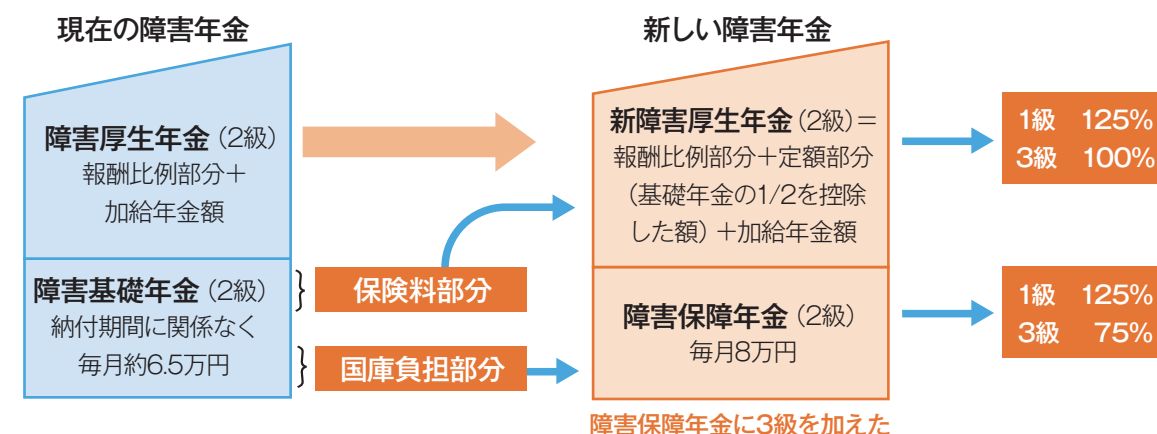 現在の障害年金
障害厚生年金(2級)
報酬比例部分+
加給年金額
障害基礎年金(2級)
納付期間に関係なく
毎月約6.5万円
保険料部分
国庫負担部分
新しい障害年金
新障害厚生年金(2級)=
報酬比例部分+定額部分
(基礎年金の1/2を控除
した額)+加給年金額
障害保障年金(2級)
毎月8万円
1級 125%
3級 100%
1級 125%
3級 75%
障害保障年金に3級を加えた